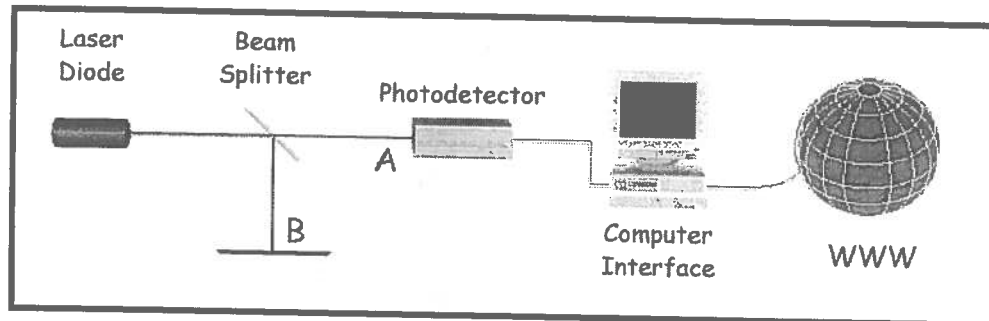 Laser
Diode
Beam
Splitter
Photodetector
A
B
Computer
Interface
WWW